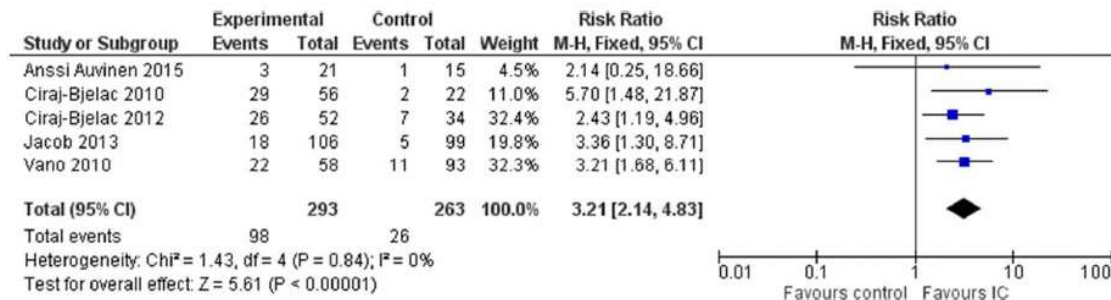 Experimental Control Risk Ratio Risk Ratio
Study or Subgroup Events Total Events Total Weight M-H, Fixed, 95% CI M-H, Fixed, 95% CI
Anssi Auvinen 2015 3 21 1 15 4.5% 2.14 [0.25, 18.66]
Ciraj-Bjelac 2010 29 56 2 22 11.0% 5.70 [1.48, 21.87]
Ciraj-Bjelac 2012 26 52 7 34 32.4% 2.43 [1.19, 4.96]
Jacob 2013 18 106 5 99 19.8% 3.36 [1.30, 8.71]
Vano 2010 22 58 11 93 32.3% 3.21 [1.68, 6.11]
Total (95% CI) 293 263 100.0% 3.21 [2.14, 4.83]
Total events 98 26
Heterogeneity: Chi² = 1.43, df = 4 (P = 0.84); I² = 0%
Test for overall effect: Z = 5.61 (P < 0.00001)
0.01 0.1 1 10 100
Favours control Favours IC